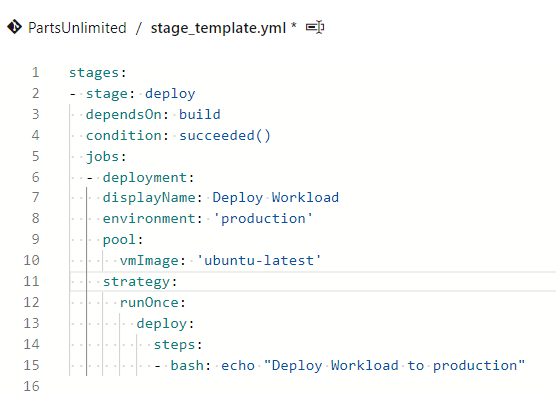 PartsUnlimited / stage_template.yml *
1 stages:
2 - stage: deploy
3   dependsOn: build
4   condition: succeeded()
5   jobs:
6   - deployment:
7     displayName: Deploy Workload
8     environment: 'production'
9     pool:
10       vmImage: 'ubuntu-latest'
11     strategy:
12       runOnce:
13         deploy:
14           steps:
15           - bash: echo "Deploy Workload to production"
16